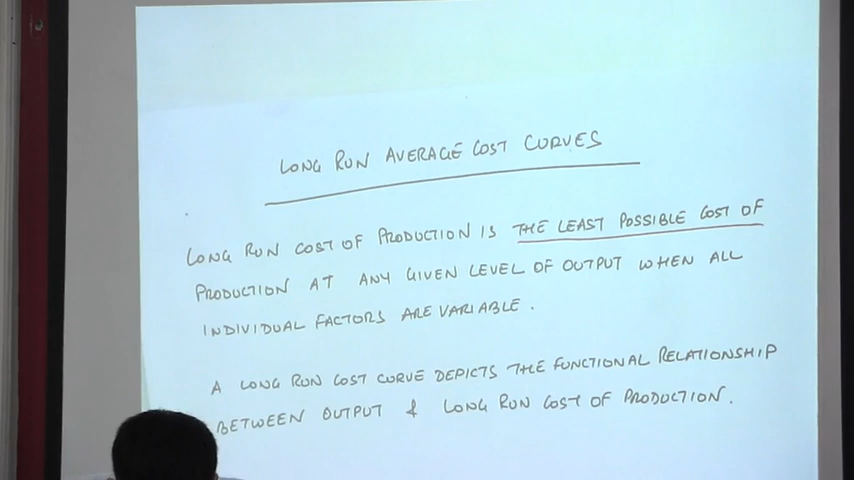 LONG RUN AVERAGE COST CURVES
LONG RUN COST OF PRODUCTION IS THE LEAST POSSIBLE COST OF
PRODUCTION AT ANY GIVEN LEVEL OF OUTPUT WHEN ALL
INDIVIDUAL FACTORS ARE VARIABLE.
A LONG RUN COST CURVE DEPICTS THE FUNCTIONAL RELATIONSHIP
BETWEEN OUTPUT & LONG RUN COST OF PRODUCTION.